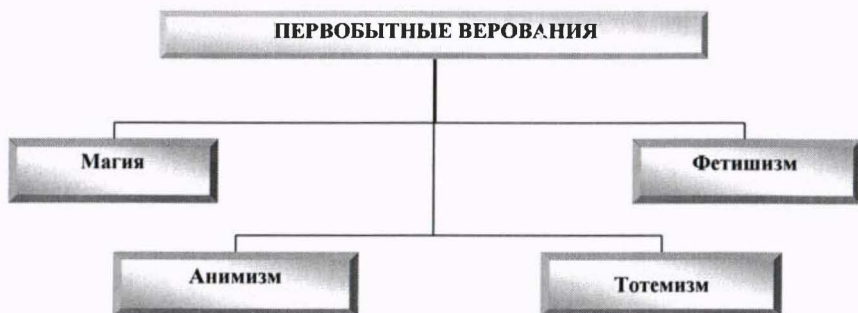 ПЕРВОБЫТНЫЕ ВЕРОВАНИЯ
Магия
Фетишизм
Анимизм
Тотемизм